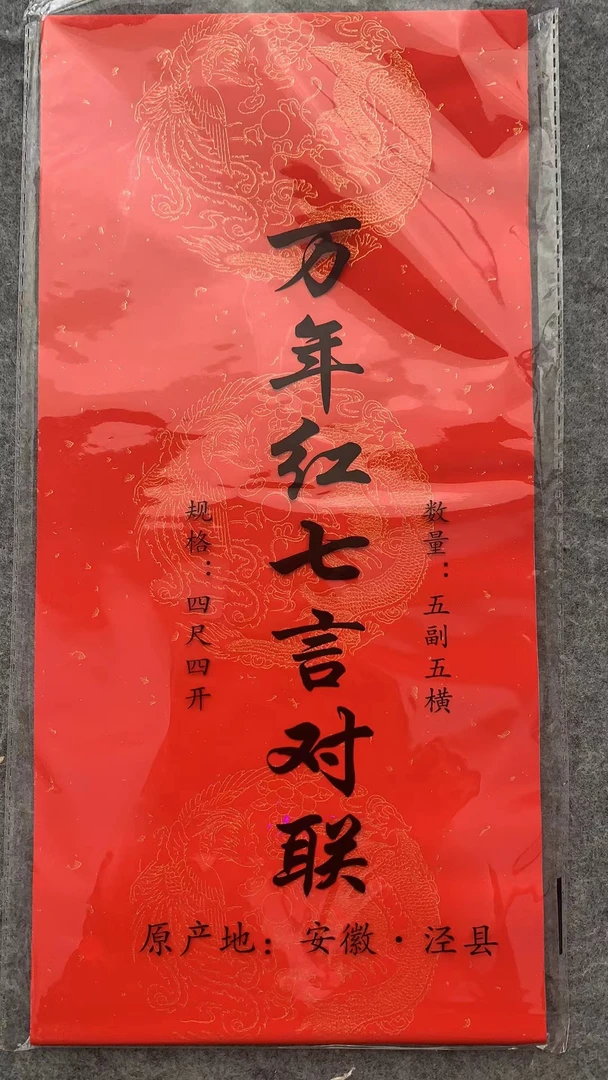 万年红七言对联
数量：五副五横
规格：四尺四开
原产地：安徽·泾县